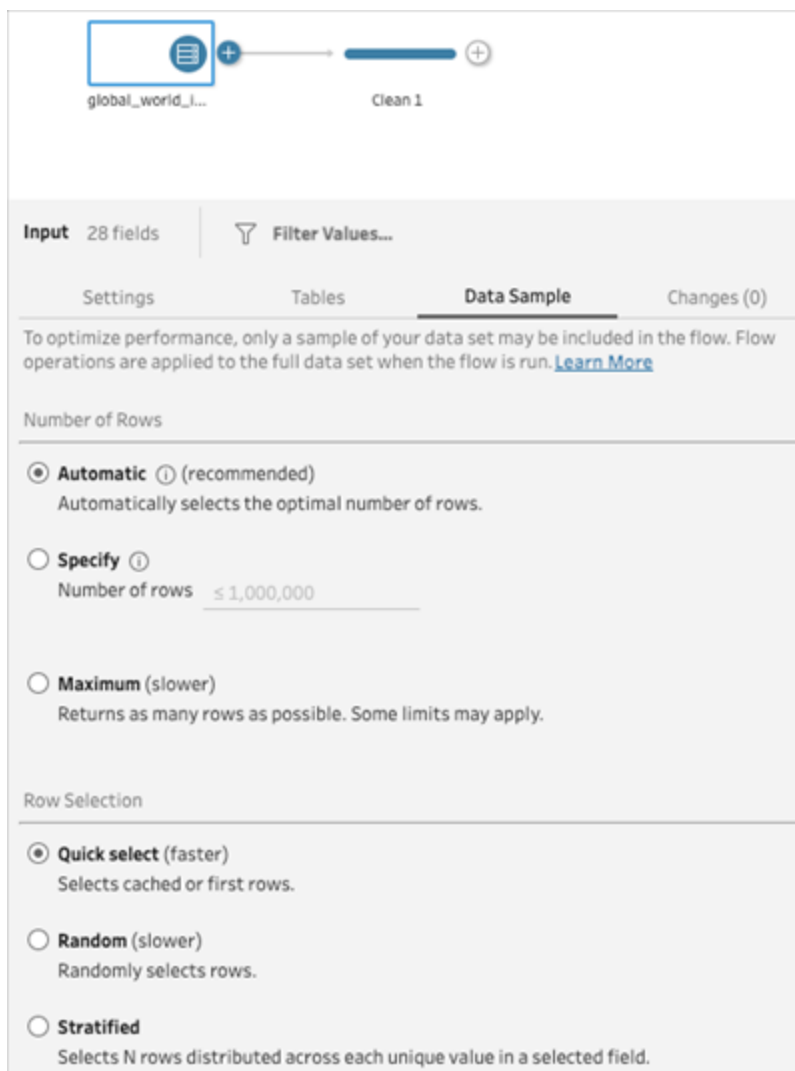 global_world_i...
Clean 1
Input 28 fields Filter Values...
Settings Tables Data Sample Changes (0)
To optimize performance, only a sample of your data set may be included in the flow. Flow
operations are applied to the full data set when the flow is run. Learn More
Number of Rows
Automatic (recommended)
Automatically selects the optimal number of rows.
Specify
Number of rows ≤ 1,000,000
Maximum (slower)
Returns as many rows as possible. Some limits may apply.
Row Selection
Quick select (faster)
Selects cached or first rows.
Random (slower)
Randomly selects rows.
Stratified
Selects N rows distributed across each unique value in a selected field.